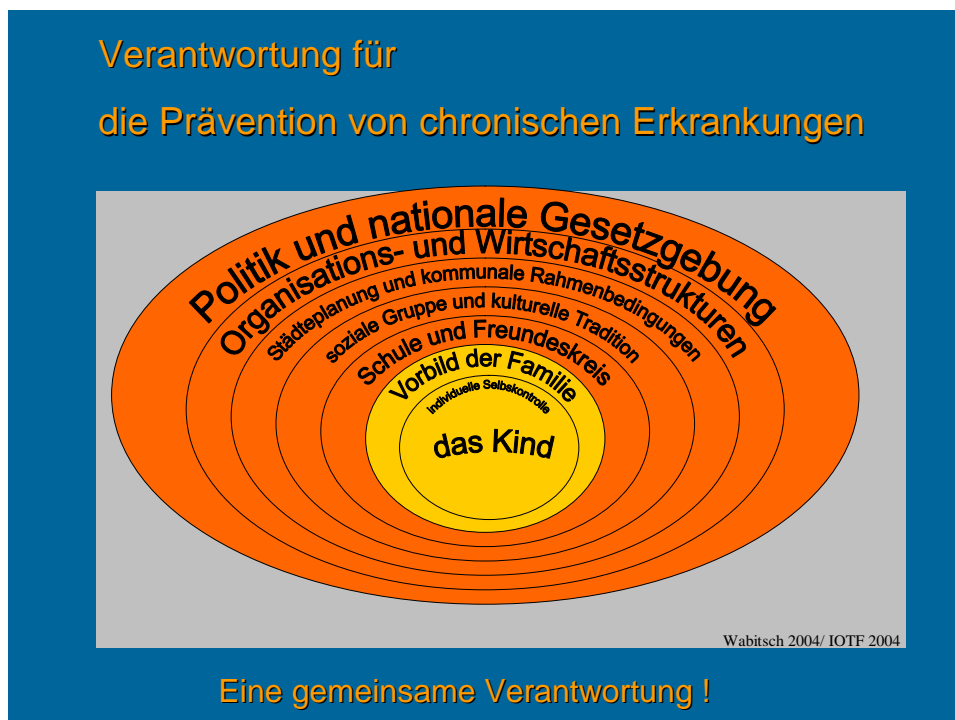 Verantwortung für
die Prävention von chronischen Erkrankungen
Politik und nationale Gesetzgebung
Organisations- und Wirtschaftsstrukturen
Städteplanung und kommunale Rahmenbedingungen
soziale Gruppe und kulturelle Tradition
Schule und Freundeskreis
Vorbild der Familie
Individuelle Selbskontrolle
das Kind
Wabitsch 2004/ IOTF 2004
Eine gemeinsame Verantwortung !